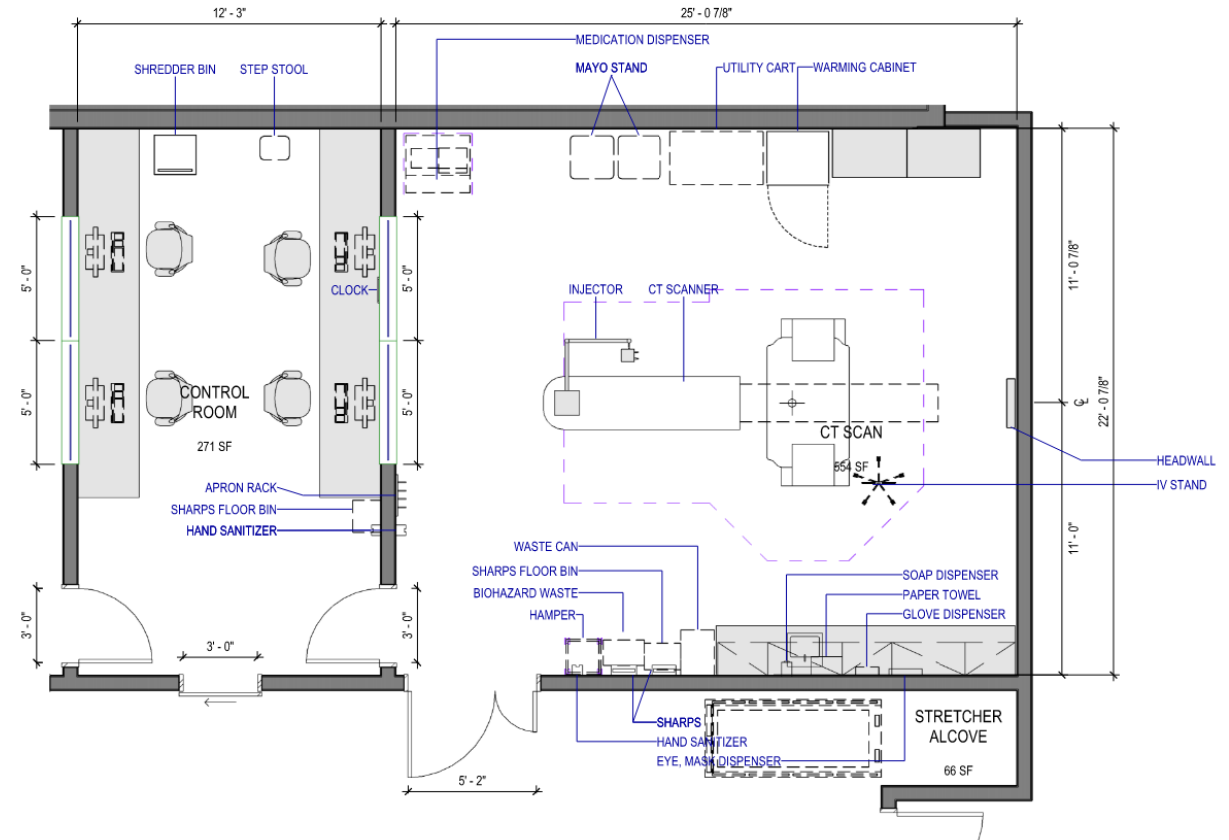 12' - 3"
25' - 0 7/8"
MEDICATION DISPENSER
SHREDDER BIN
STEP STOOL
MAYO STAND
UTILITY CART
WARMING CABINET
5' - 0"
5' - 0"
11' - 0 7/8"
CLOCK
INJECTOR
CT SCANNER
5' - 0"
5' - 0"
CONTROL
ROOM
271 SF
CT SCAN
554 SF
℄
22' - 0 7/8"
HEADWALL
IV STAND
APRON RACK
SHARPS FLOOR BIN
HAND SANITIZER
11' - 0"
WASTE CAN
SHARPS FLOOR BIN
BIOHAZARD WASTE
HAMPER
SOAP DISPENSER
PAPER TOWEL
GLOVE DISPENSER
3' - 0"
3' - 0"
3' - 0"
SHARPS
HAND SANITIZER
EYE, MASK DISPENSER
STRETCHER
ALCOVE
66 SF
5' - 2"